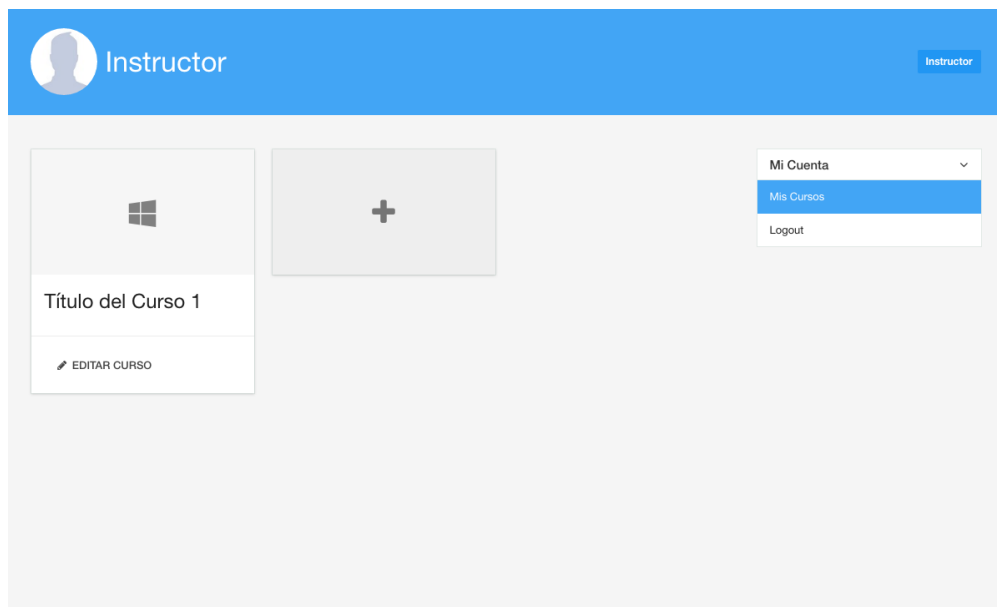 Instructor
Instructor
Título del Curso 1
EDITAR CURSO
Mi Cuenta
Mis Cursos
Logout